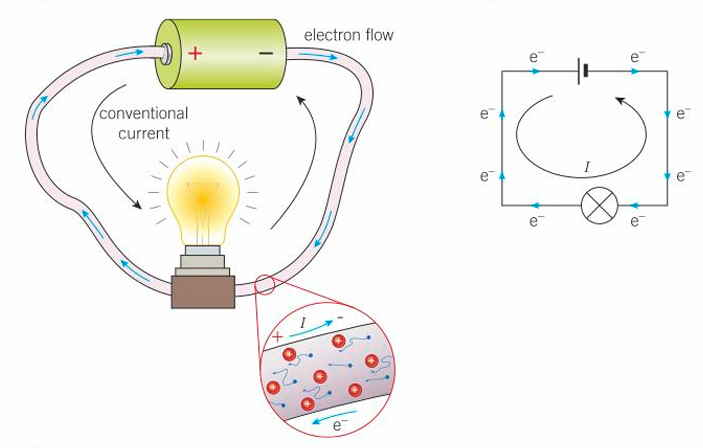 electron flow
+ −
conventional
current
I
+ -
+ + + + + +
e⁻
e⁻ e⁻
e⁻ e⁻
I
e⁻ e⁻
e⁻ e⁻